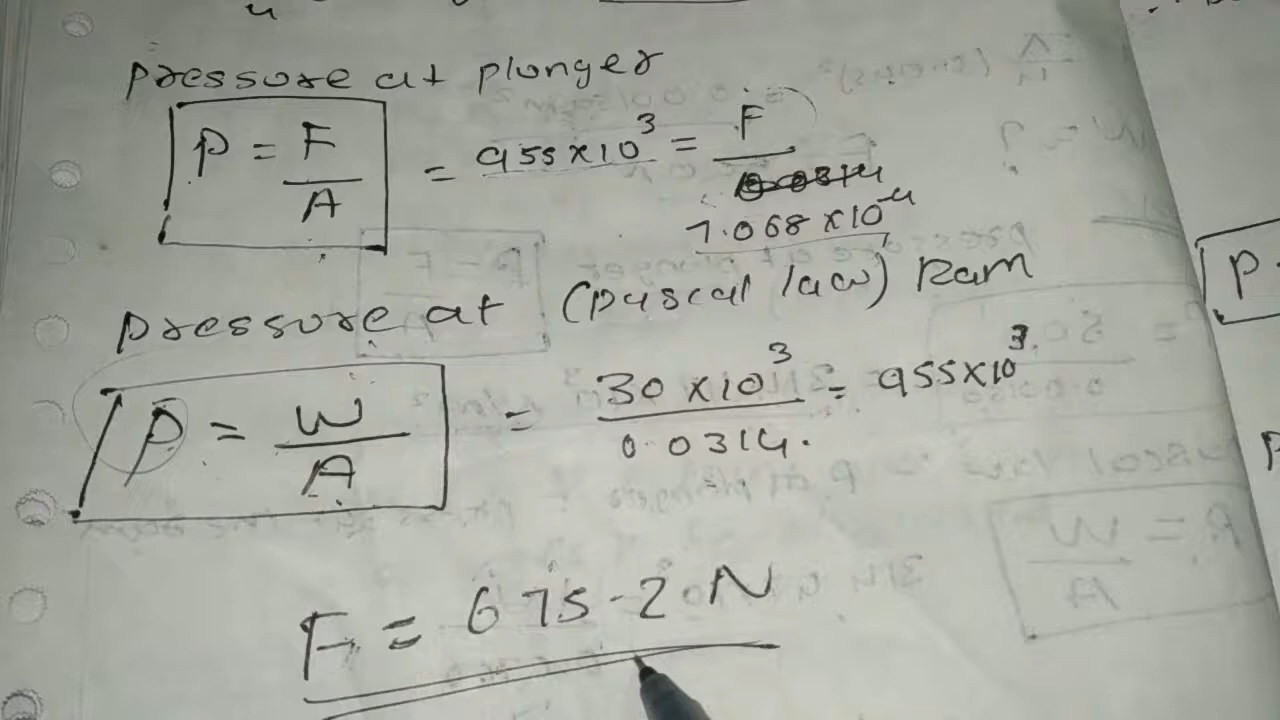 pressure at plunger
P = F/A = 955×10³ = F/7.068×10⁻⁴
pressure at (pascal law) Ram
P = W/A = 30×10³/0.0314. = 955×10³
F = 675.2 N
P